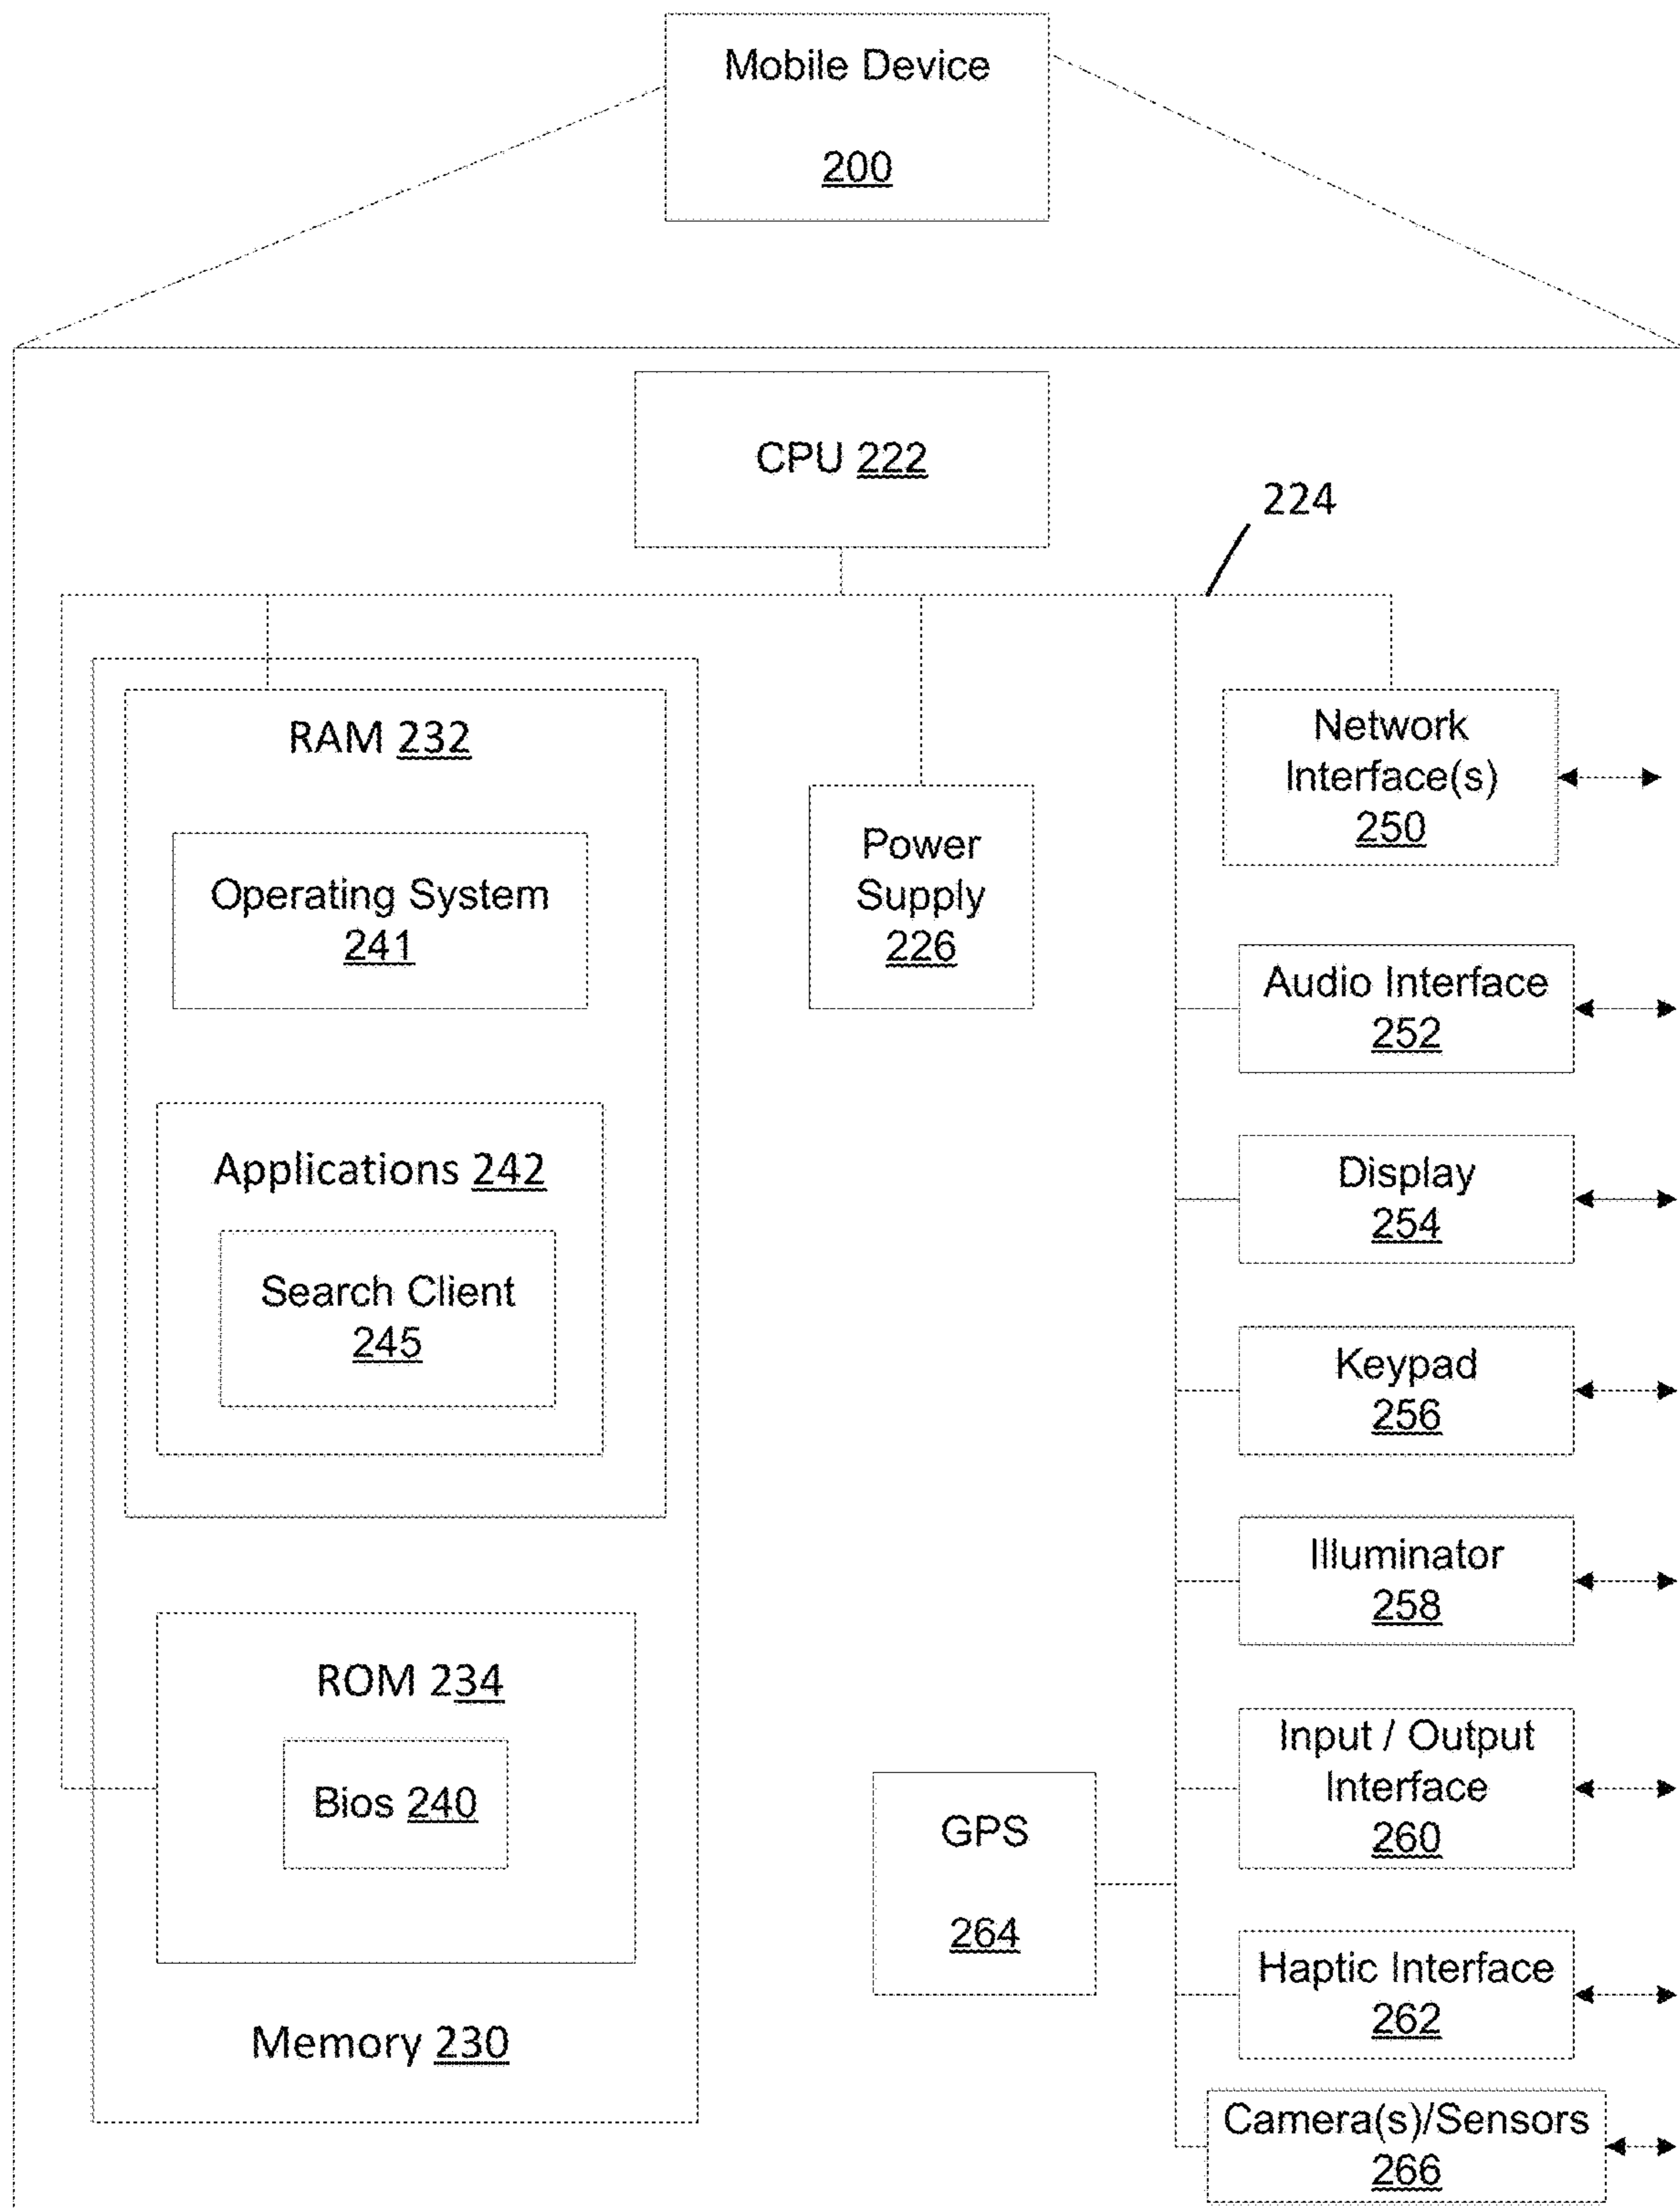 Mobile Device
200
CPU 222
224
RAM 232
Operating System
241
Applications 242
Search Client
245
ROM 234
Bios 240
Memory 230
Power
Supply
226
GPS
264
Network
Interface(s)
250
Audio Interface
252
Display
254
Keypad
256
Illuminator
258
Input / Output
Interface
260
Haptic Interface
262
Camera(s)/Sensors
266